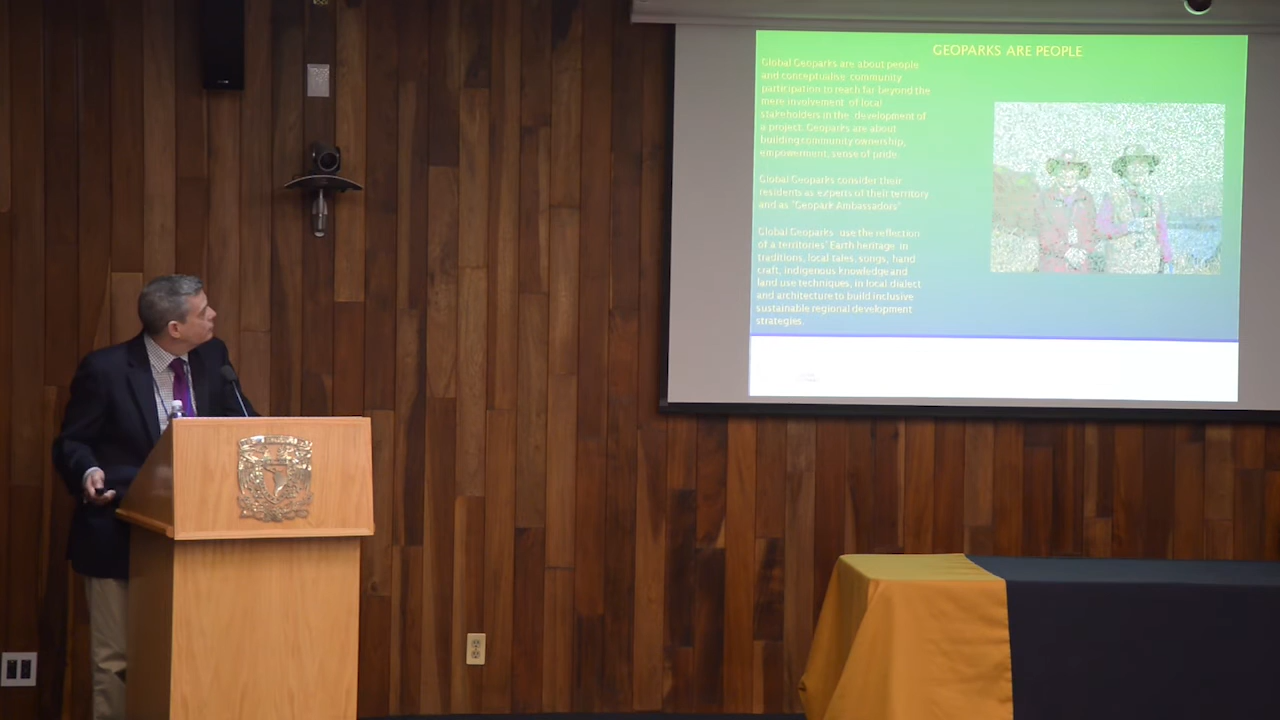 GEOPARKS ARE PEOPLE
Global Geoparks are about people
and conceptualise community
participation to reach far beyond the
mere involvement of local
stakeholders in the development of
a project. Geoparks are about
building community ownership,
empowerment, sense of pride.
Global Geoparks consider their
residents as experts of their territory
and as "Geopark Ambassadors"
Global Geoparks use the reflection
of a territories' Earth heritage in
traditions, local tales, songs, hand
craft, indigenous knowledge and
land use techniques, in local dialect
and architecture to build inclusive
sustainable regional development
strategies.